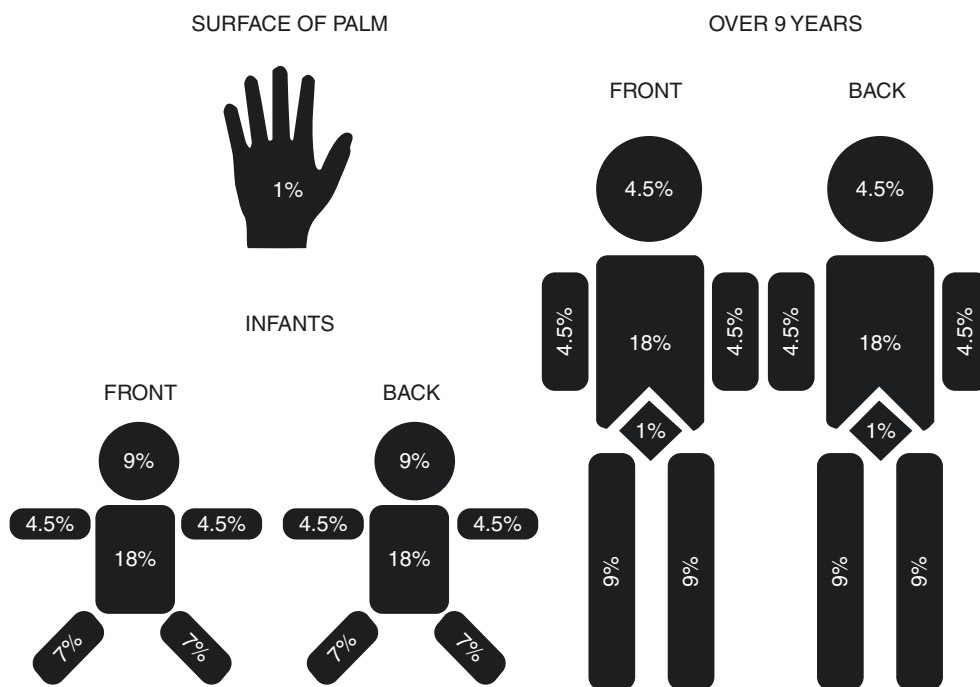 SURFACE OF PALM
1%
INFANTS
FRONT
9%
4.5% 4.5%
18%
7% 7%
BACK
9%
4.5% 4.5%
18%
7% 7%
OVER 9 YEARS
FRONT
4.5%
4.5% 18% 4.5%
1%
9% 9%
BACK
4.5%
4.5% 18% 4.5%
1%
9% 9%